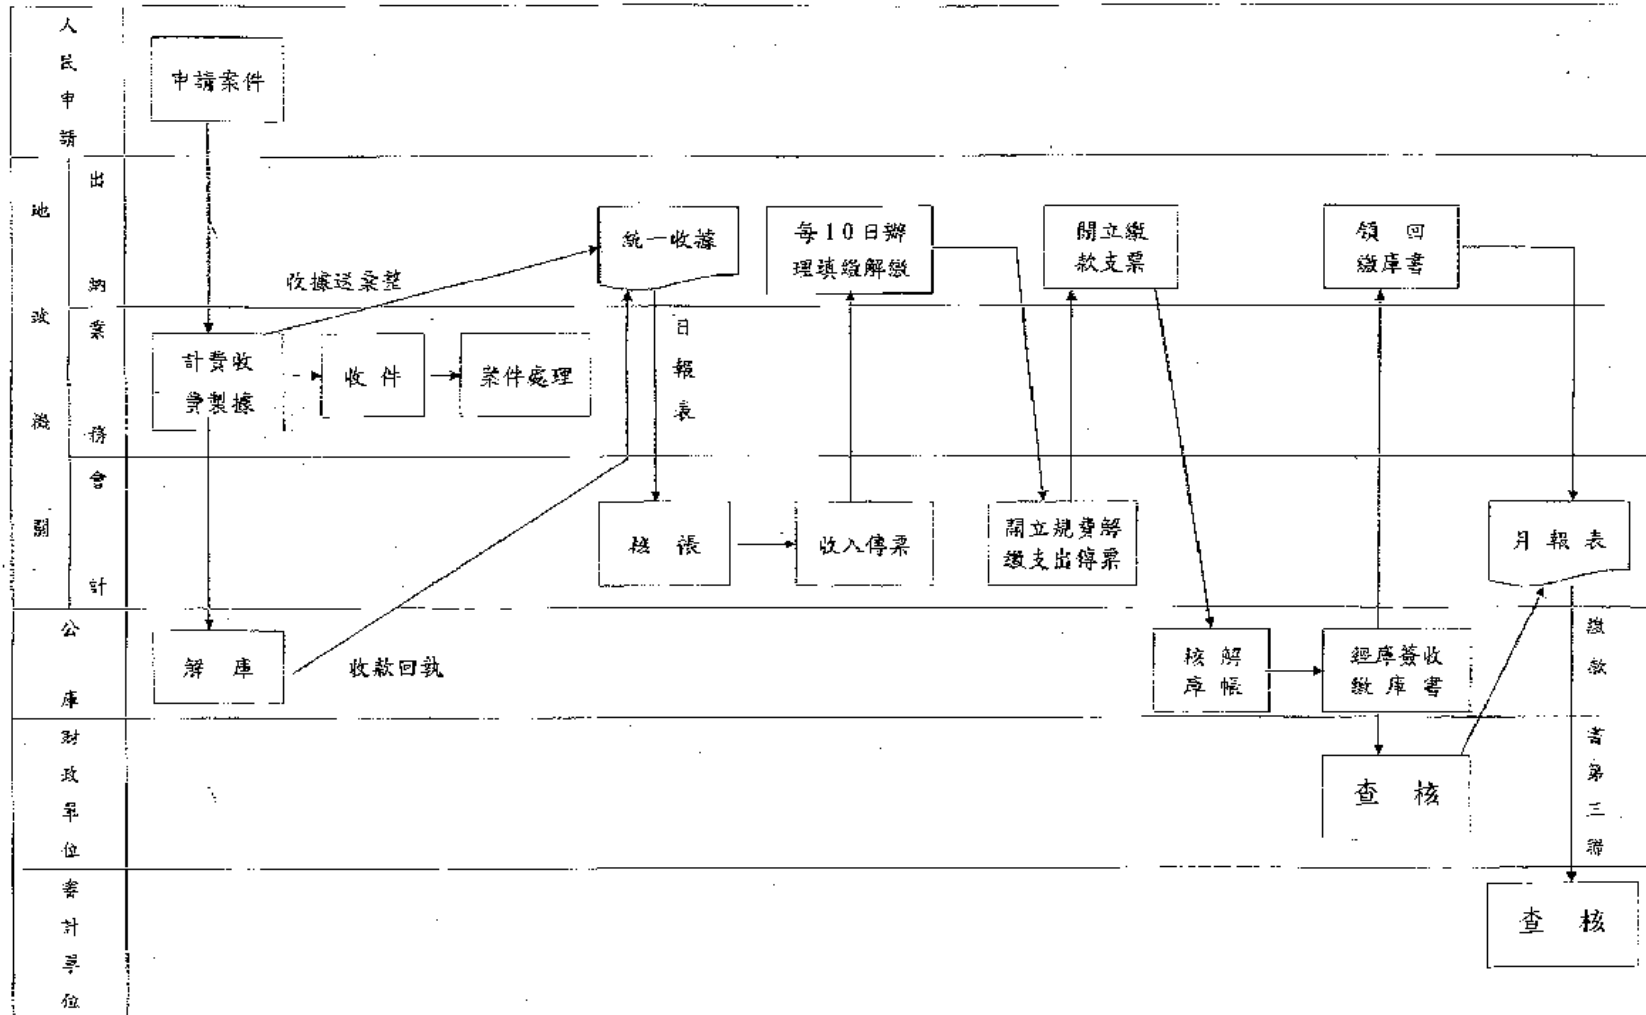 人民申請
申請案件
地政機關
出納
統一收據
每10日辦
理填繳解繳
開立繳
款支票
領回
繳庫書
收據送彙整
業務
計費收
費製據
收件
案件處理
日報表
會計
核帳
收入傳票
開立規費解
繳支出傳票
月報表
公庫
解庫
收款回執
核解
庫帳
經庫簽收
繳庫書
繳款書第三聯
財政單位
查核
審計單位
查核